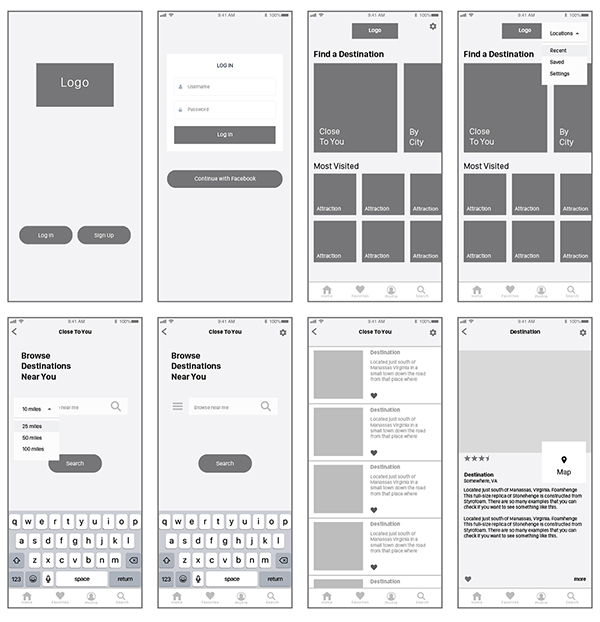 Logo
Log In
Sign Up
9:41 AM
100%
LOG IN
Username
Password
Log In
Continue with Facebook
9:41 AM
100%
Logo
Find a Destination
Close
To You
By
City
Most Visited
Attraction
Attraction
Attraction
Attraction
Attraction
Attraction
Home
Favorites
Profile
Search
9:41 AM
100%
Logo
Locations
Recent
Saved
Settings
Find a Destination
Close
To You
By
City
Most Visited
Attraction
Attraction
Attraction
Attraction
Attraction
Attraction
Home
Favorites
Profile
Search
9:41 AM
100%
Close To You
Browse
Destinations
Near You
10 miles
near me
25 miles
50 miles
100 miles
Search
q w e r t y u i o p
a s d f g h j k l
z x c v b n m
123 space return
Home
Favorites
Profile
Search
9:41 AM
100%
Close To You
Browse
Destinations
Near You
Browse near me
Search
q w e r t y u i o p
a s d f g h j k l
z x c v b n m
123 space return
Home
Favorites
Profile
Search
9:41 AM
100%
Close To You
Destination
Located just south of
Manassas Virginia in a
small town down the road
from that place where
Destination
Located just south of
Manassas Virginia in a
small town down the road
from that place where
Destination
Located just south of
Manassas Virginia in a
small town down the road
from that place where
Destination
Located just south of
Manassas Virginia in a
small town down the road
from that place where
Destination
Home
Favorites
Profile
Search
9:41 AM
100%
Destination
Map
Destination
Somewhere, VA
Located just south of Manassas, Virginia. Foamhenge
This full-size replica of Stonehenge is constructed from
Styrofoam. There are so many examples that you can
check if you want to see something like this.
Located just south of Manassas, Virginia. Foamhenge
This full-size replica of Stonehenge is constructed from
Styrofoam. There are so many examples that you can
check if you want to see something like this.
more
Home
Favorites
Profile
Search